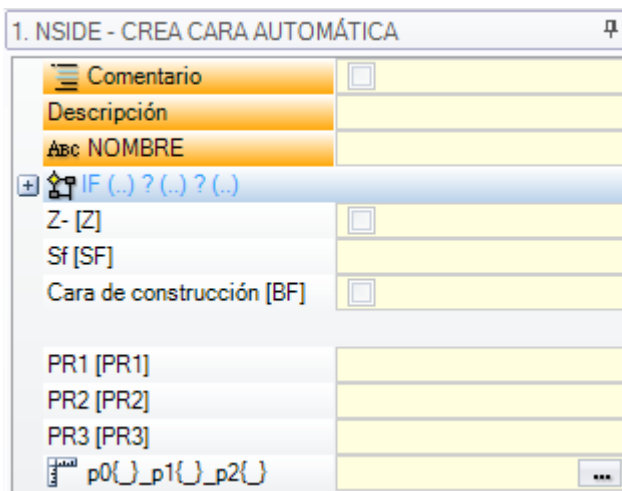 1. NSIDE - CREA CARA AUTOMÁTICA
Comentario
Descripción
ABC NOMBRE
IF (..) ? (..) ? (..)
Z- [Z]
Sf [SF]
Cara de construcción [BF]
PR1 [PR1]
PR2 [PR2]
PR3 [PR3]
p0{_}_p1{_}_p2{_} ...